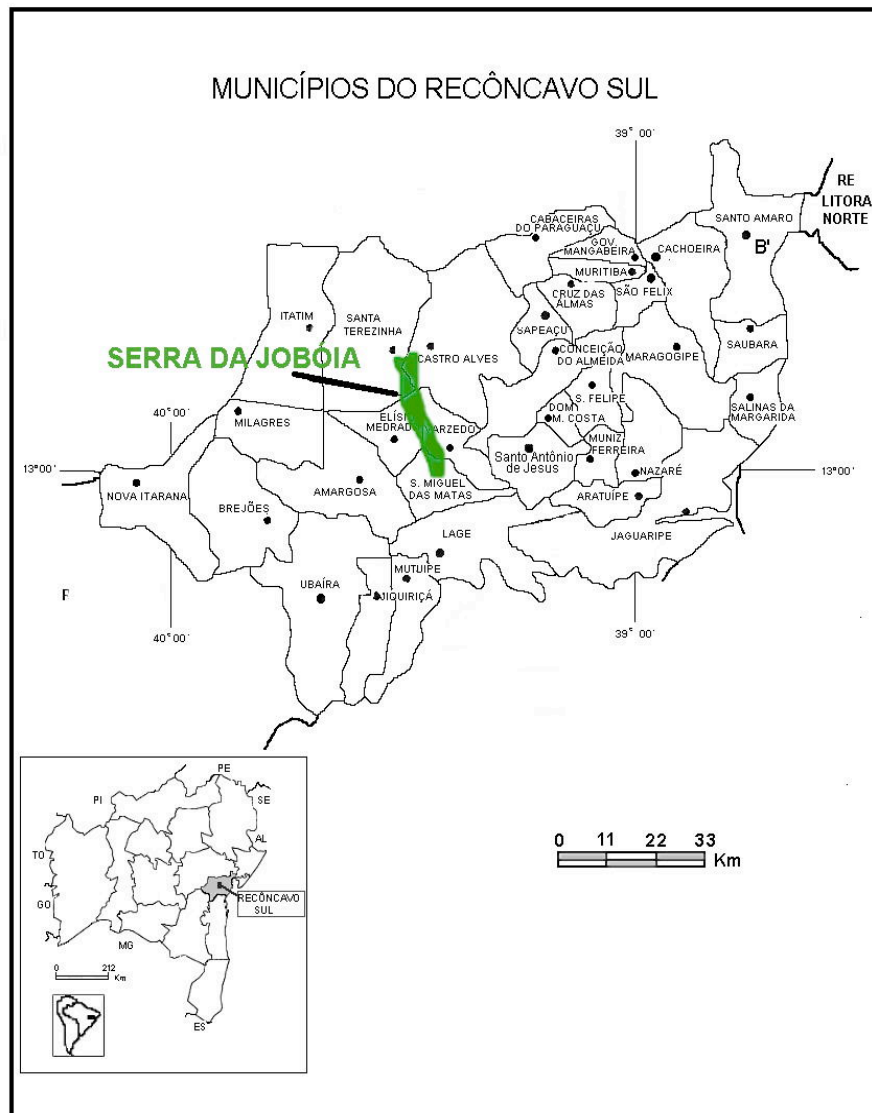 MUNICÍPIOS DO RECÔNCAVO SUL
39° 00'
RE
LITORA
NORTE
SANTO AMARO
B'
CABACEIRAS
DO PARAGUAÇU
GOV.
MANGABEIRA
CACHOEIRA
MURITIBA
SÃO FELIX
CRUZ DAS
ALMAS
ITATIM
SANTA
TEREZINHA
SAPEAÇU
SAUBARA
SERRA DA JOBOIA
CASTRO ALVES
CONCEIÇÃO
DO ALMEIDA
MARAGOGIPE
S. FELIPE
SALINAS DA
MARGARIDA
40° 00'
MILAGRES
ELÍSIO
MEDRADO
VARZEDO
DOM
M. COSTA
MUNIZ
FERREIRA
Santo Antônio
de Jesus
13° 00'
NAZARÉ
13° 00'
NOVA ITARANA
AMARGOSA
S. MIGUEL
DAS MATAS
ARATUÍPE
BREJÕES
LAGE
JAGUARIPE
MUTUIPE
UBAÍRA
JIQUIRIÇÁ
F
40° 00'
39° 00'
PE
PI
SE
AL
TO
GO
RECÔNCAVO
SUL
MG
0 212
Km
ES
0 11 22 33
Km